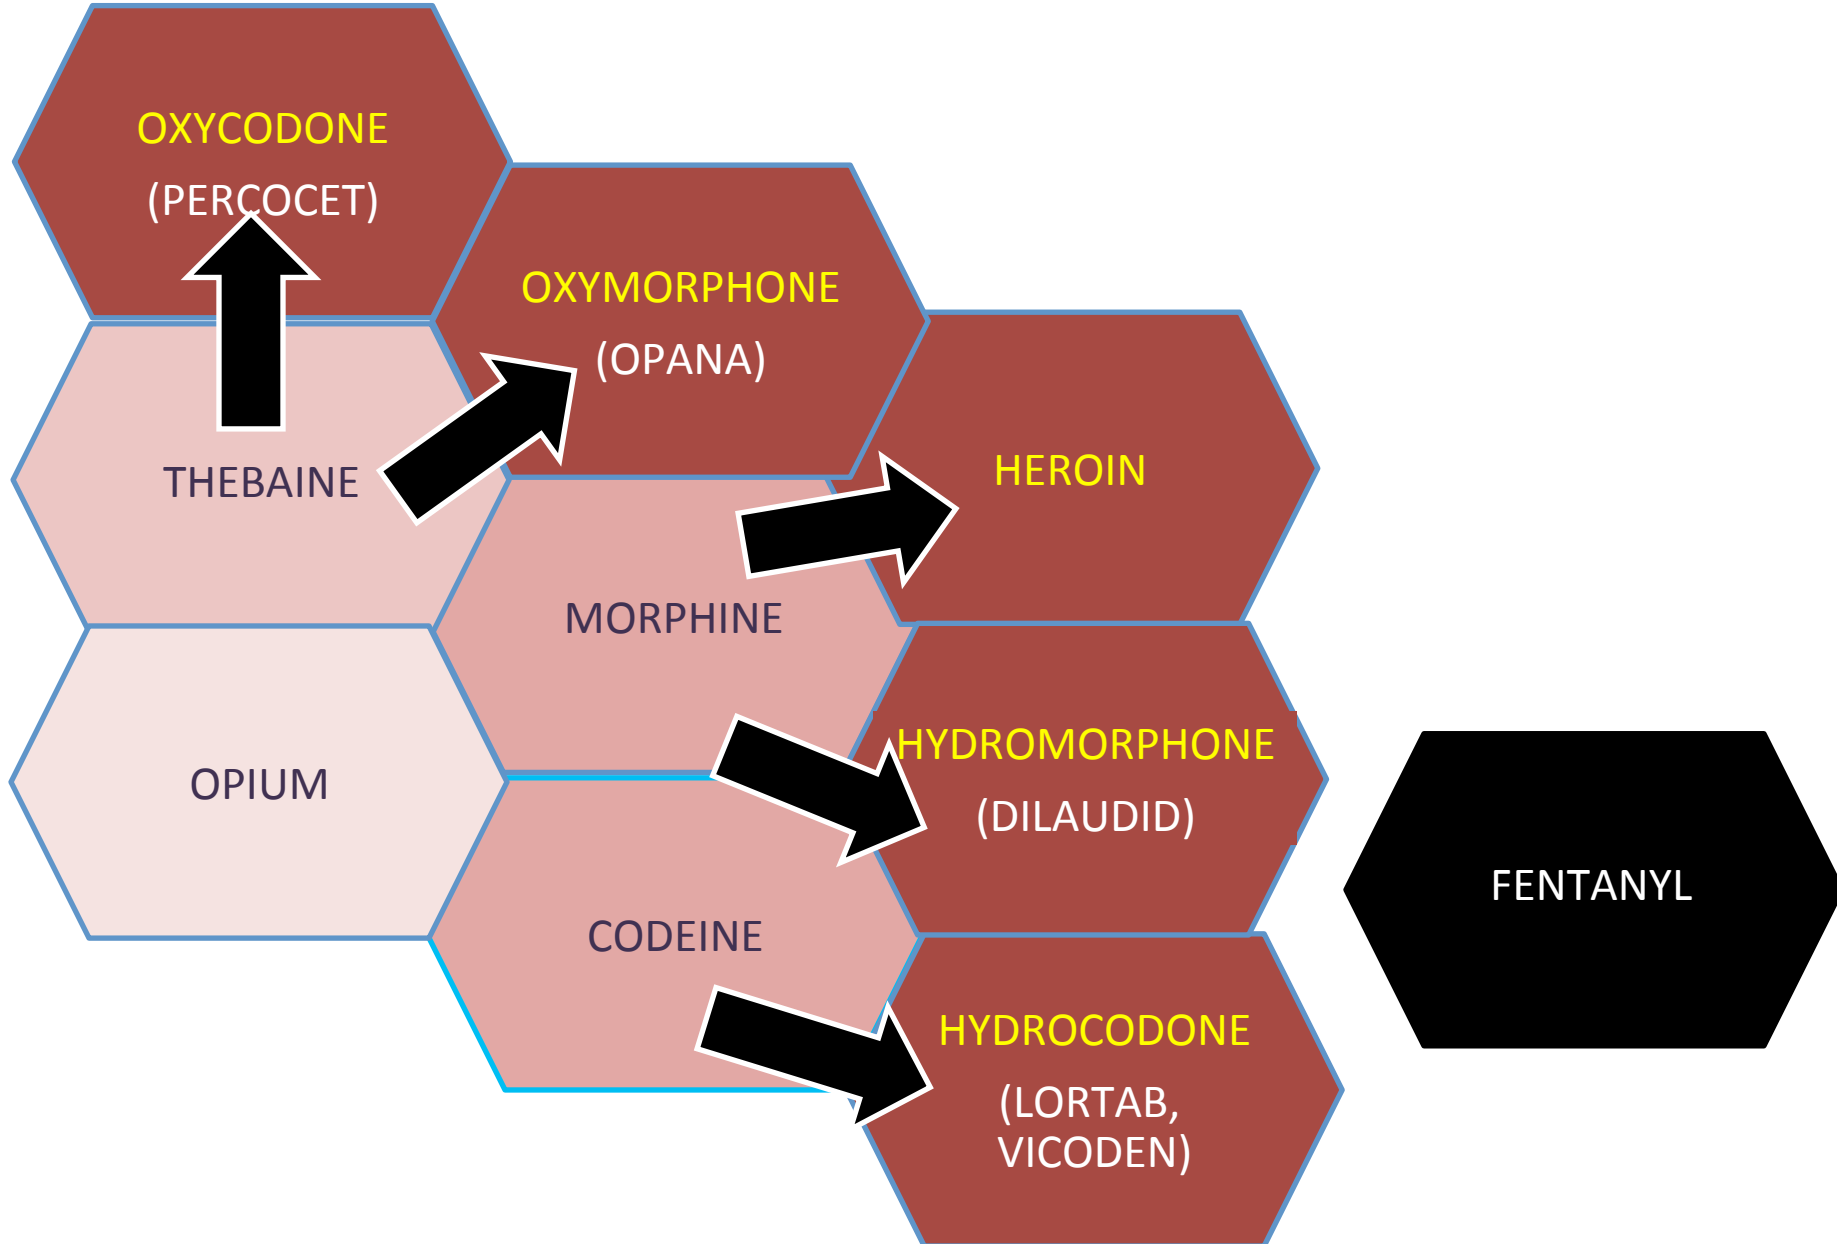 OXYCODONE
(PERCOCET)
OXYMORPHONE
(OPANA)
HEROIN
THEBAINE
MORPHINE
OPIUM
HYDROMORPHONE
(DILAUDID)
FENTANYL
CODEINE
HYDROCODONE
(LORTAB,
VICODEN)